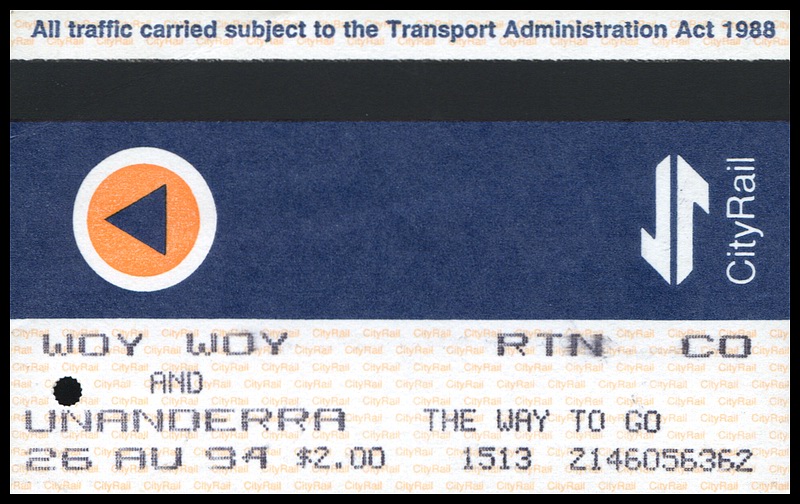 All traffic carried subject to the Transport Administration Act 1988
CityRail
WOY WOY RTN CO
AND
UNANDERRA THE WAY TO GO
26 AU 94 $2.00 1513 2146056362